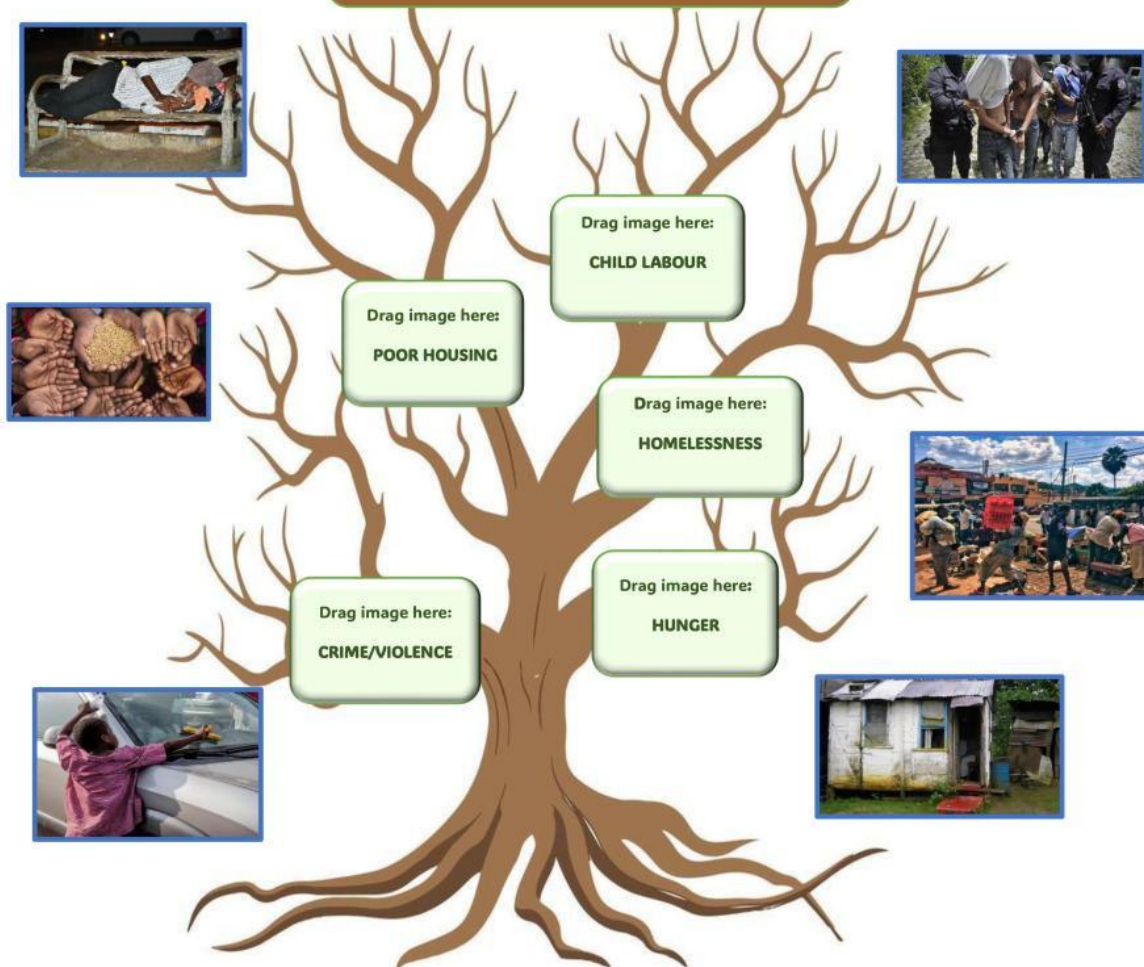 Drag image here:
CHILD LABOUR
Drag image here:
POOR HOUSING
Drag image here:
HOMELESSNESS
Drag image here:
CRIME/VIOLENCE
Drag image here:
HUNGER